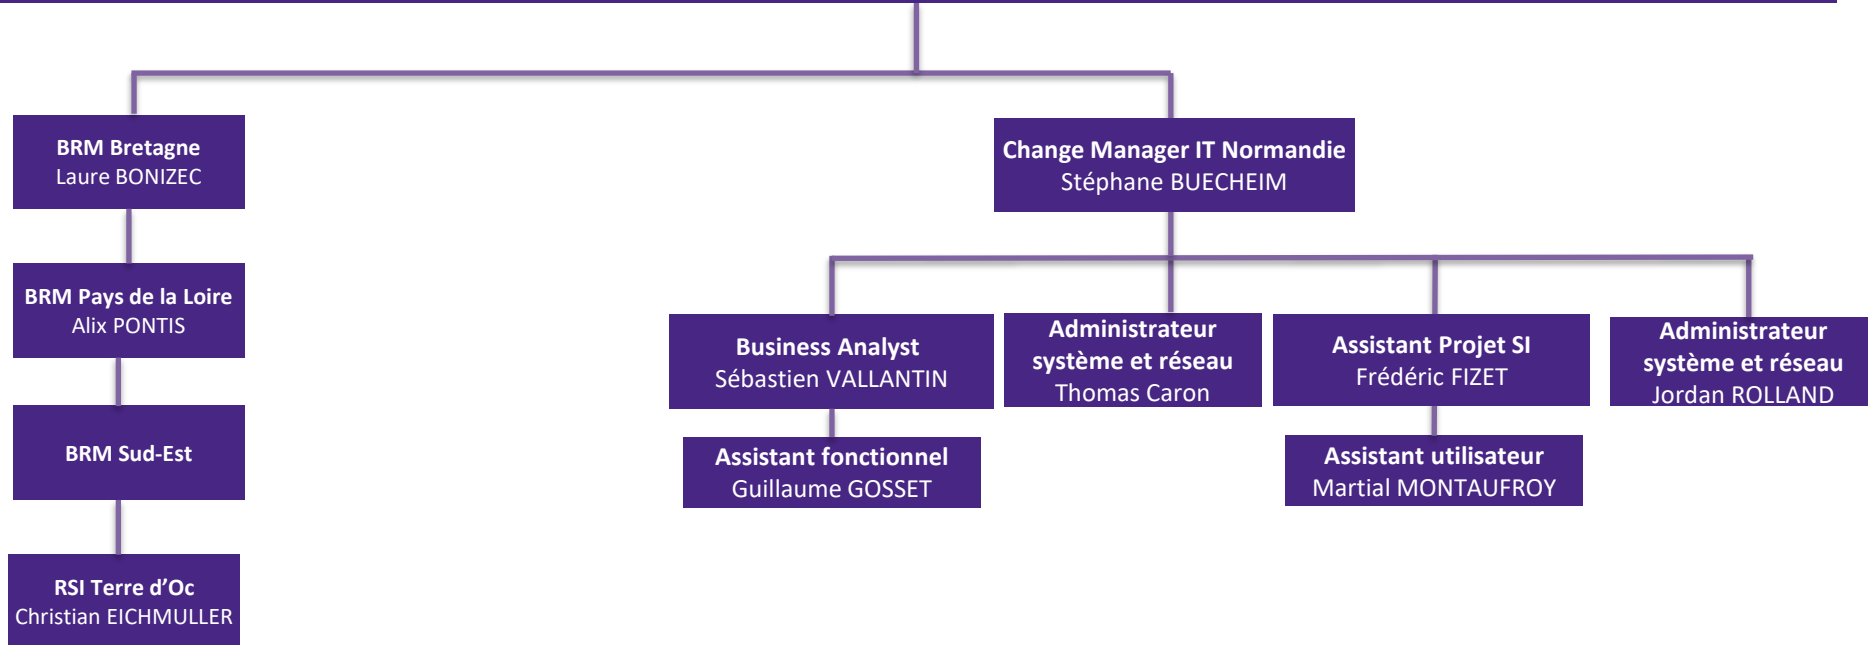 BRM Bretagne
Laure BONIZEC
BRM Pays de la Loire
Alix PONTIS
BRM Sud-Est
RSI Terre d’Oc
Christian EICHMULLER
Change Manager IT Normandie
Stéphane BUECHEIM
Business Analyst
Sébastien VALLANTIN
Assistant fonctionnel
Guillaume GOSSET
Administrateur
système et réseau
Thomas Caron
Assistant Projet SI
Frédéric FIZET
Assistant utilisateur
Martial MONTAUFROY
Administrateur
système et réseau
Jordan ROLLAND